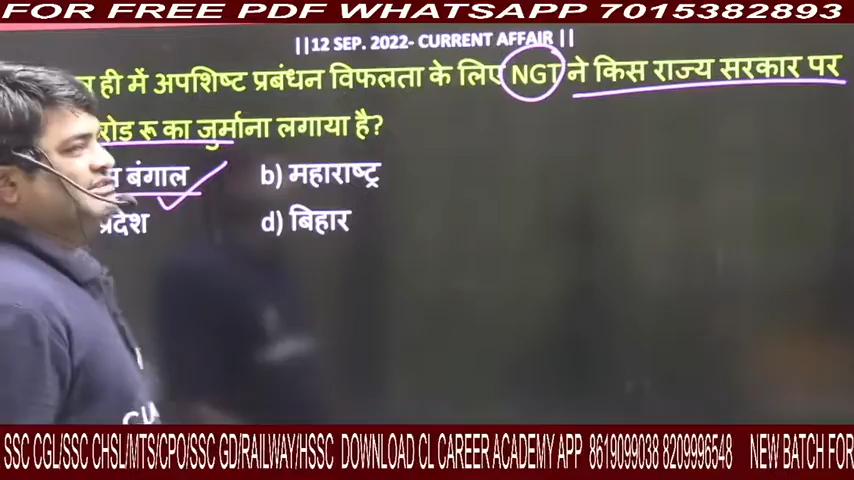 FOR FREE PDF WHATSAPP 7015382893
||12 SEP. 2022- CURRENT AFFAIR ||
ही में अपशिष्ट प्रबंधन विफलता के लिए NGT ने किस राज्य सरकार पर
रू का जुर्माना लगाया है?
बंगाल b) महाराष्ट्र
प्रदेश d) बिहार
SSC CGL/SSC CHSL/MTS/CPO/SSC GD/RAILWAY/HSSC DOWNLOAD CL CAREER ACADEMY APP 8619099038 8209996548 NEW BATCH FOR